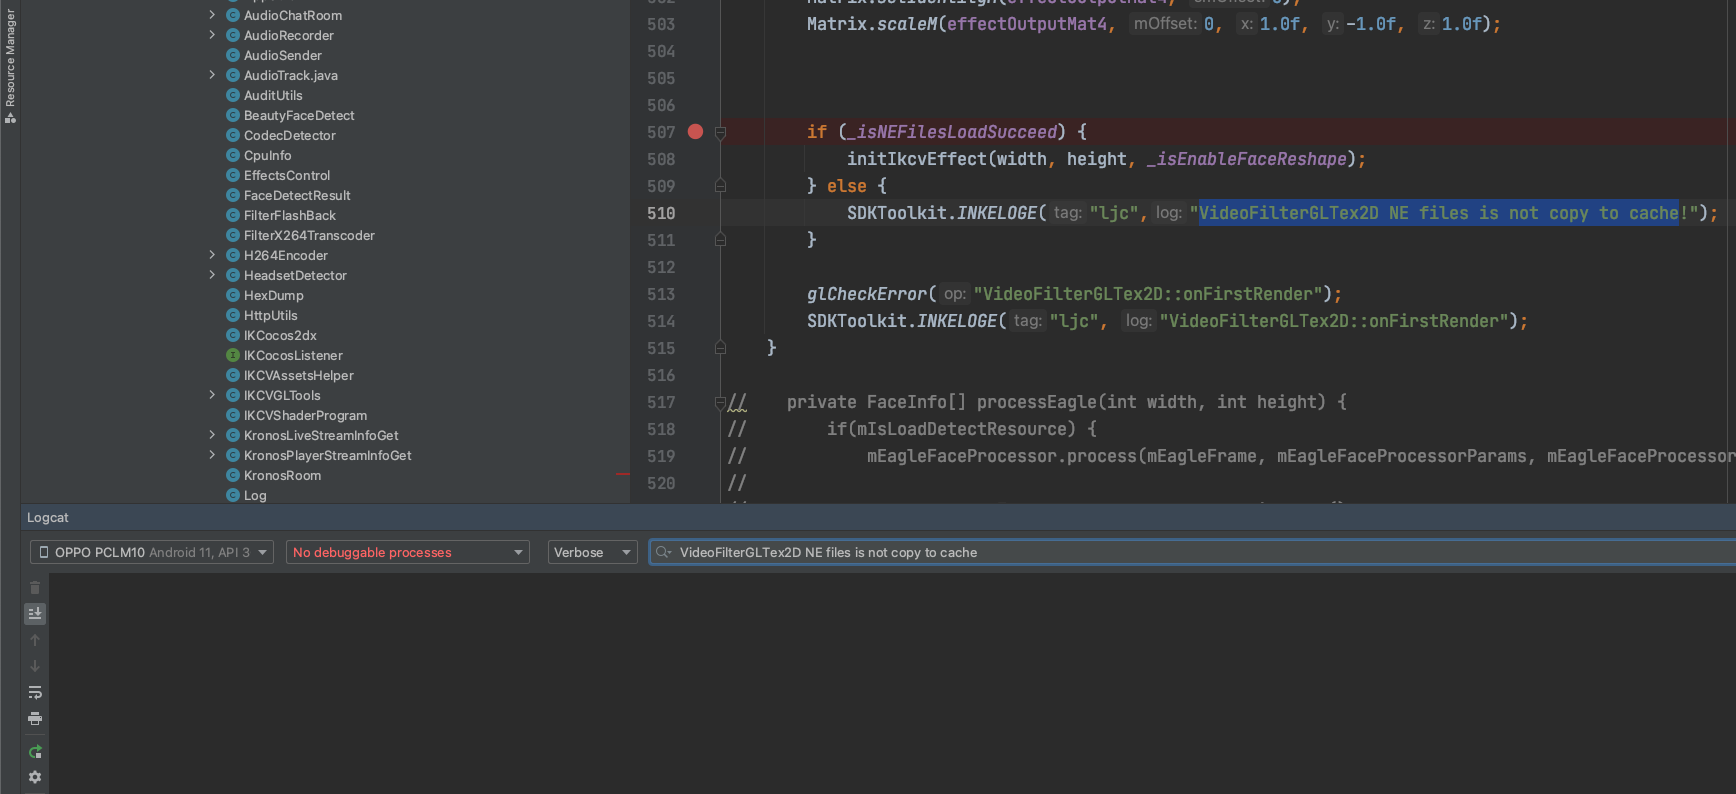 Resource Manager
AudioChatRoom
AudioRecorder
AudioSender
AudioTrack.java
AuditUtils
BeautyFaceDetect
CodecDetector
CpuInfo
EffectsControl
FaceDetectResult
FilterFlashBack
FilterX264Transcoder
H264Encoder
HeadsetDetector
HexDump
HttpUtils
IKCocos2dx
IKCocosListener
IKCVAssetsHelper
IKCVGLTools
IKCVShaderProgram
KronosLiveStreamInfoGet
KronosPlayerStreamInfoGet
KronosRoom
Log
503 Matrix.scaleM(effectOutputMat4, mOffset: 0, x: 1.0f, y: -1.0f, z: 1.0f);
504
505
506
507 if (_isNEFilesLoadSucceed) {
508 initIkcvEffect(width, height, _isEnableFaceReshape);
509 } else {
510 SDKToolkit.INKELOGE( tag: "ljc", log: "VideoFilterGLTex2D NE files is not copy to cache!");
511 }
512
513 glCheckError( op: "VideoFilterGLTex2D::onFirstRender");
514 SDKToolkit.INKELOGE( tag: "ljc", log: "VideoFilterGLTex2D::onFirstRender");
515 }
516
517 // private FaceInfo[] processEagle(int width, int height) {
518 // if(mIsLoadDetectResource) {
519 // mEagleFaceProcessor.process(mEagleFrame, mEagleFaceProcessorParams, mEagleFaceProcessor
520 //
Logcat
OPPO PCLM10 Android 11, API 3
No debuggable processes
Verbose
VideoFilterGLTex2D NE files is not copy to cache